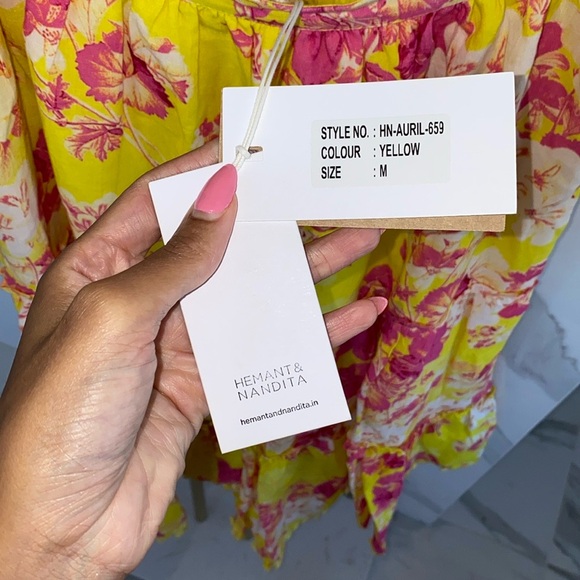 STYLE NO. : HN-AURIL-659
COLOUR : YELLOW
SIZE : M
HEMANT &
NANDITA
hemantandnandita.in